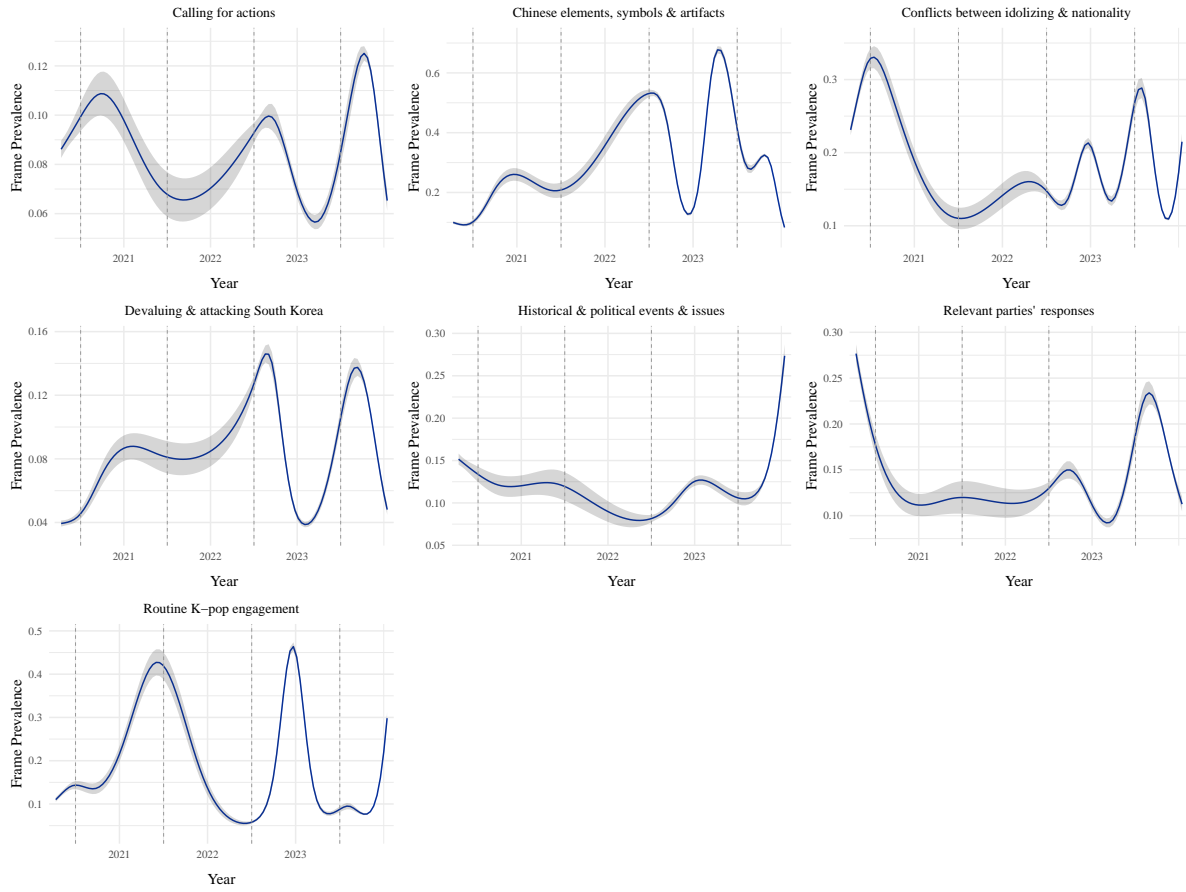 Calling for actions
Frame Prevalence
0.12
0.10
0.08
0.06
2021
2022
2023
Year
Chinese elements, symbols & artifacts
Frame Prevalence
0.6
0.4
0.2
2021
2022
2023
Year
Conflicts between idolizing & nationality
Frame Prevalence
0.3
0.2
0.1
2021
2022
2023
Year
Devaluing & attacking South Korea
Frame Prevalence
0.16
0.12
0.08
0.04
2021
2022
2023
Year
Historical & political events & issues
Frame Prevalence
0.30
0.25
0.20
0.15
0.10
0.05
2021
2022
2023
Year
Relevant parties' responses
Frame Prevalence
0.30
0.25
0.20
0.15
0.10
2021
2022
2023
Year
Routine K−pop engagement
Frame Prevalence
0.5
0.4
0.3
0.2
0.1
2021
2022
2023
Year